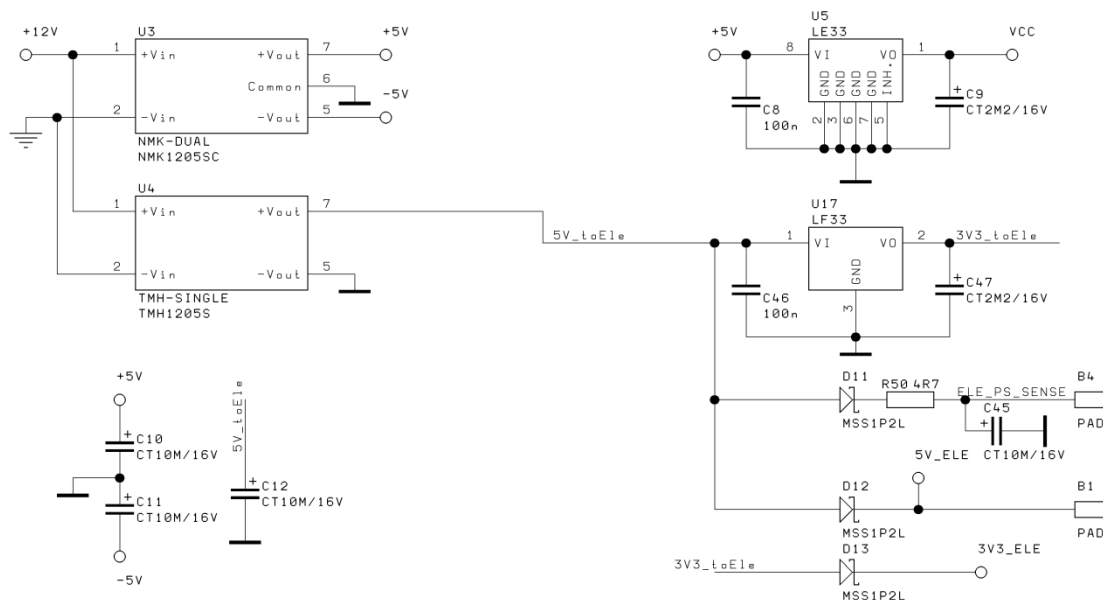 +12V
U3
1
+Vin
+Vout
7
+5V
Common
6
-5V
2
-Vin
-Vout
5
NMK-DUAL
NMK1205SC
U4
1
+Vin
+Vout
7
2
-Vin
-Vout
5
TMH-SINGLE
TMH1205S
5V_toEle
+5V
U5
LE33
8
VI
VO
1
VCC
GND
GND
GND
GND
INH.
2
3
6
7
5
C8
100n
+
C9
CT2M2/16V
U17
LF33
1
VI
VO
2
3V3_toEle
GND
3
C46
100n
+
C47
CT2M2/16V
+5V
+
C10
CT10M/16V
+
C11
CT10M/16V
-5V
5V_toEle
+
C12
CT10M/16V
D11
MSS1P2L
R50 4R7
ELE_PS_SENSE
B4
PAD
+
C45
CT10M/16V
5V_ELE
D12
MSS1P2L
B1
PAD
3V3_toEle
D13
MSS1P2L
3V3_ELE